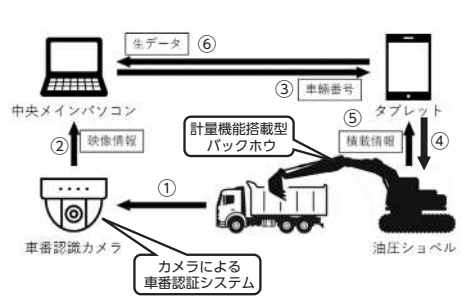 生データ ⑥
③ 車輛番号
中央メインパソコン
タブレット
② 映像情報
計量機能搭載型
バックホウ
⑤
積載情報 ④
①
車番認識カメラ
油圧ショベル
カメラによる
車番認証システム